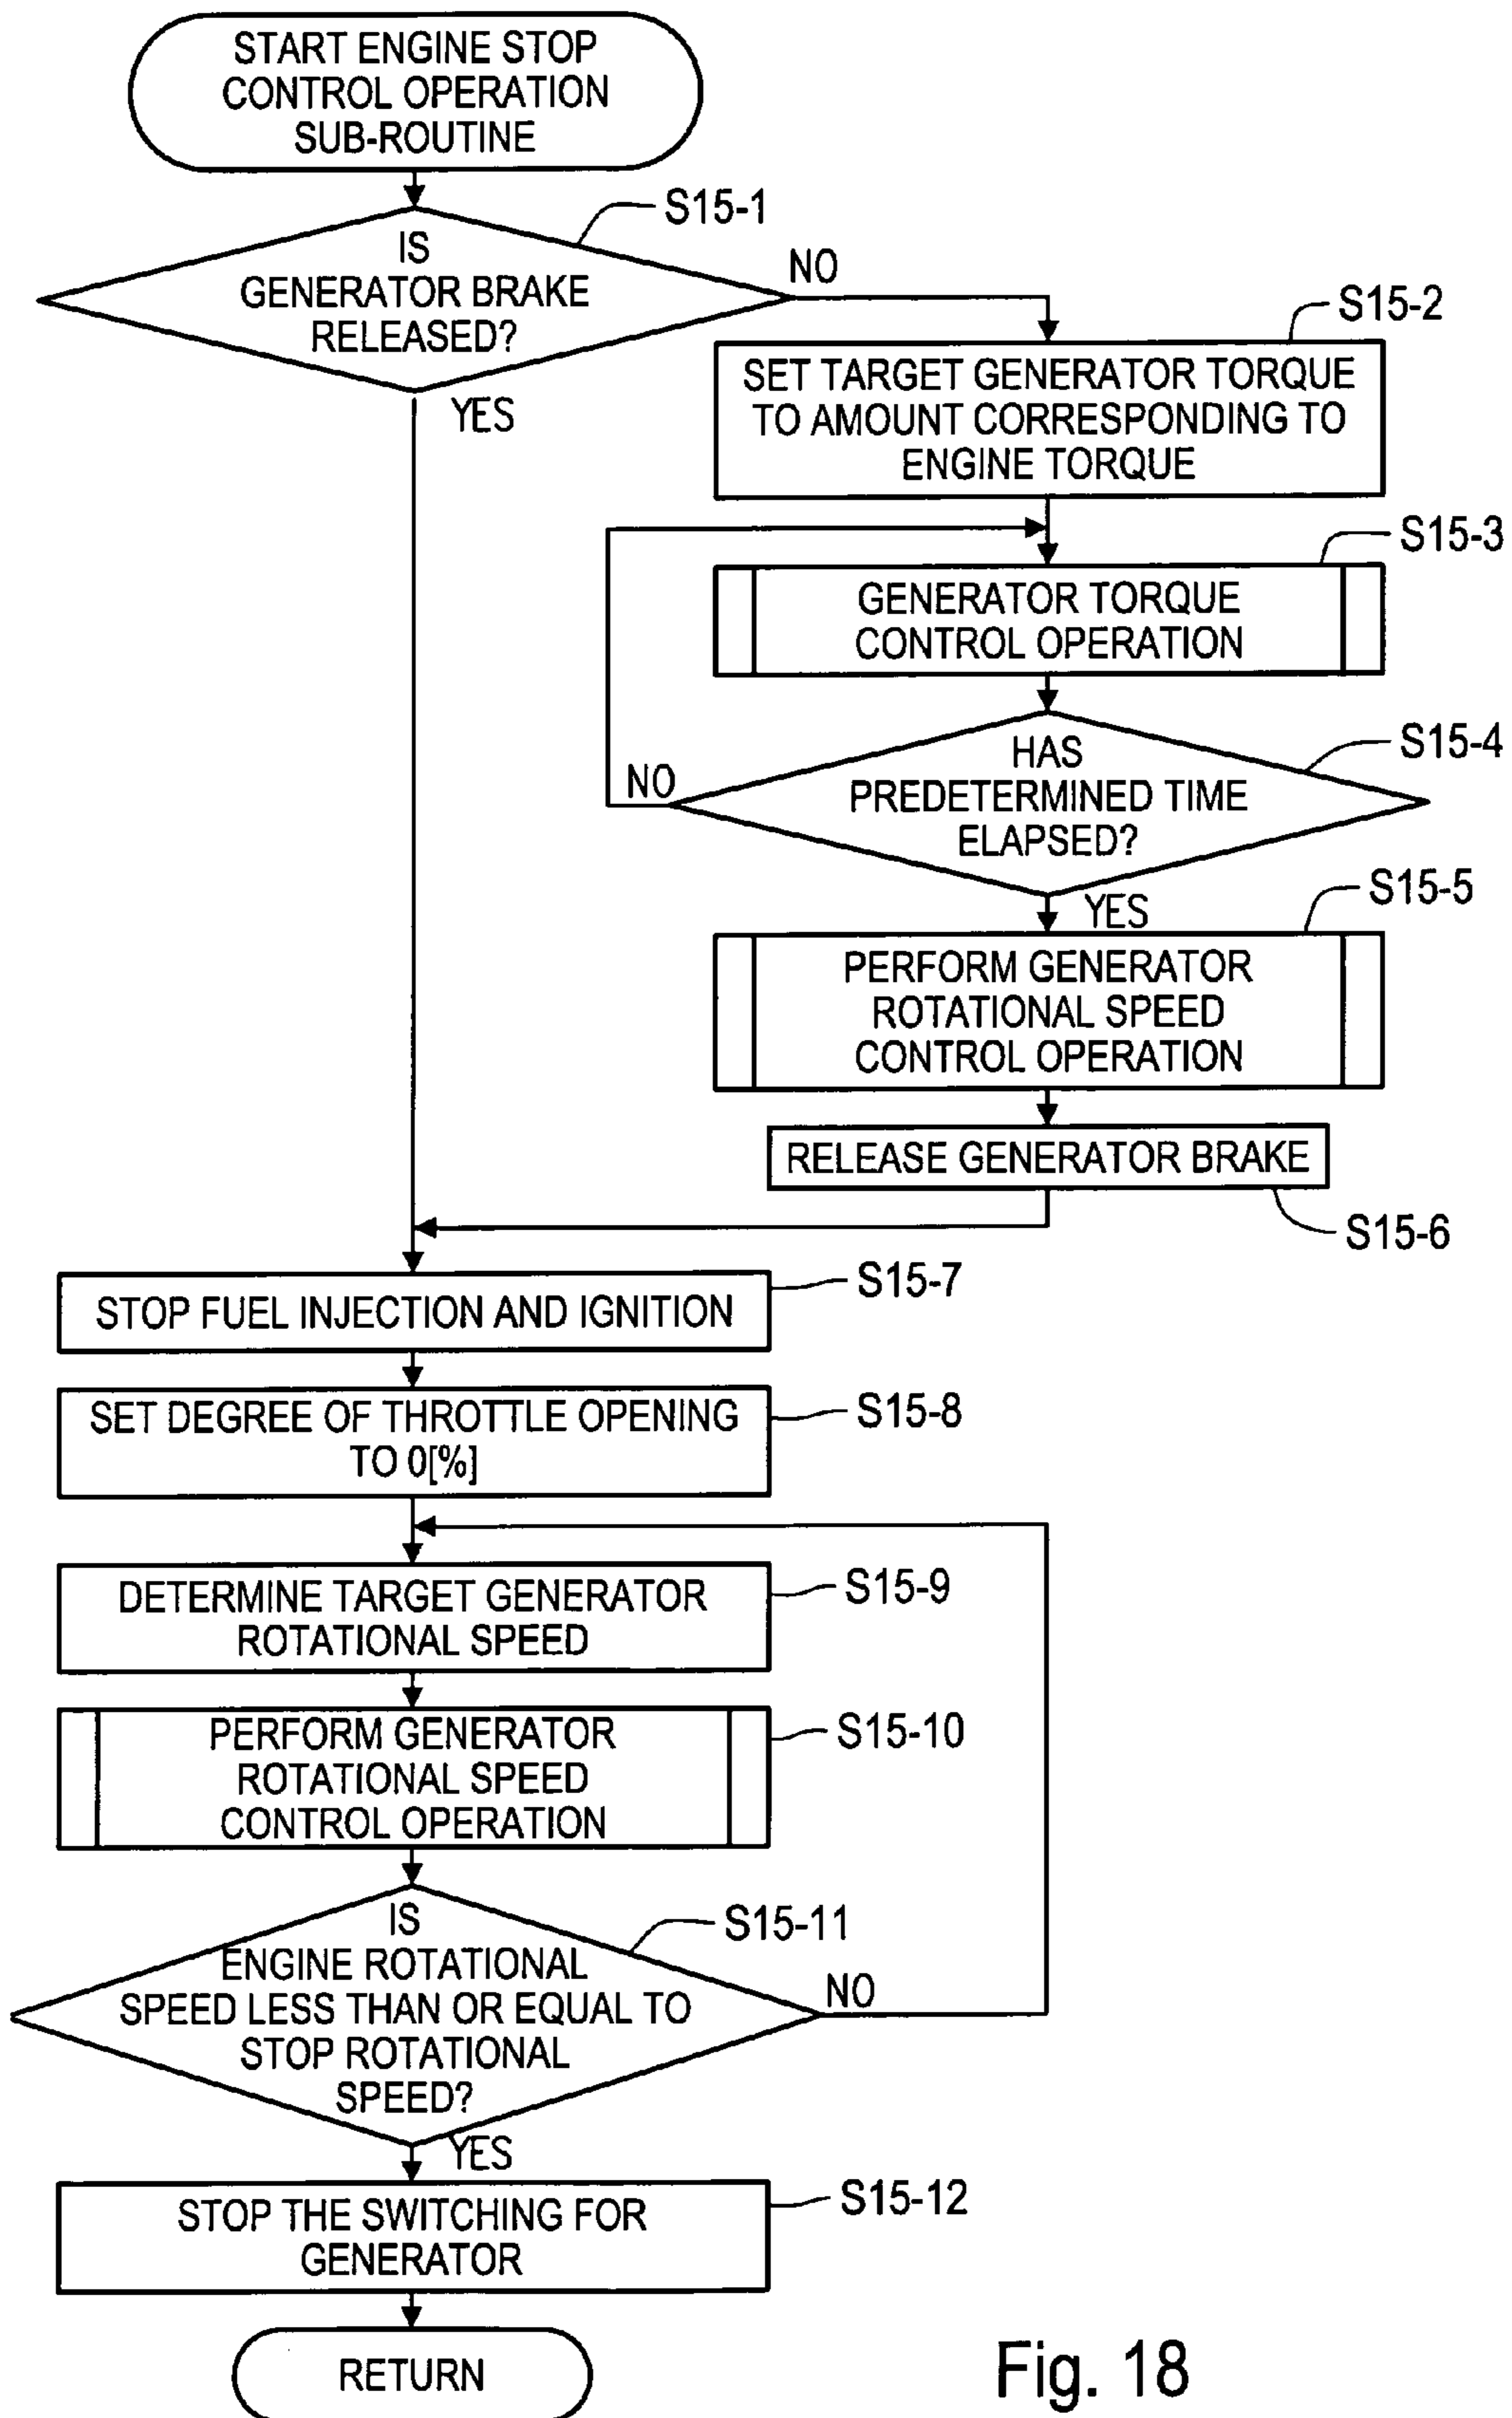 START ENGINE STOP
CONTROL OPERATION
SUB-ROUTINE
S15-1
IS
GENERATOR BRAKE
RELEASED?
NO
YES
S15-2
SET TARGET GENERATOR TORQUE
TO AMOUNT CORRESPONDING TO
ENGINE TORQUE
S15-3
GENERATOR TORQUE
CONTROL OPERATION
S15-4
HAS
PREDETERMINED TIME
ELAPSED?
NO
YES
S15-5
PERFORM GENERATOR
ROTATIONAL SPEED
CONTROL OPERATION
RELEASE GENERATOR BRAKE
S15-6
S15-7
STOP FUEL INJECTION AND IGNITION
S15-8
SET DEGREE OF THROTTLE OPENING
TO 0[%]
S15-9
DETERMINE TARGET GENERATOR
ROTATIONAL SPEED
S15-10
PERFORM GENERATOR
ROTATIONAL SPEED
CONTROL OPERATION
S15-11
IS
ENGINE ROTATIONAL
SPEED LESS THAN OR EQUAL TO
STOP ROTATIONAL
SPEED?
NO
YES
S15-12
STOP THE SWITCHING FOR
GENERATOR
RETURN
Fig. 18